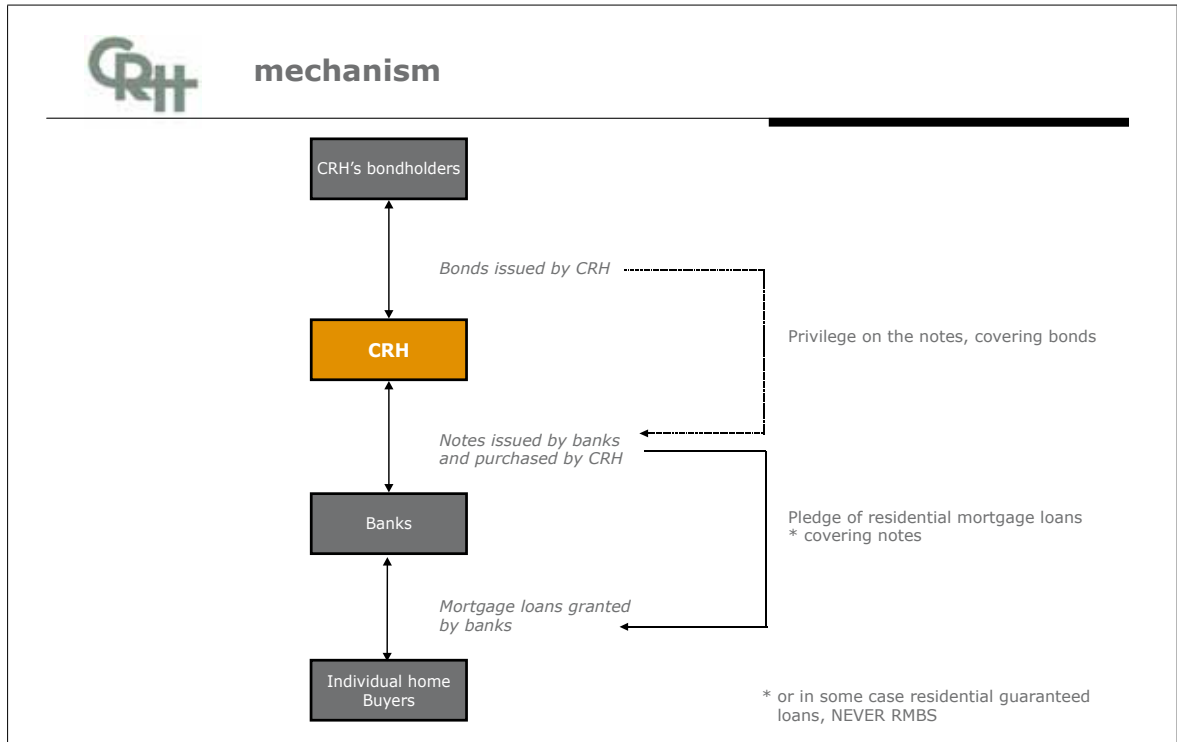 CRH mechanism
CRH's bondholders
Bonds issued by CRH
Privilege on the notes, covering bonds
CRH
Notes issued by banks
and purchased by CRH
Banks
Pledge of residential mortgage loans
* covering notes
Mortgage loans granted
by banks
Individual home
Buyers
* or in some case residential guaranteed
loans, NEVER RMBS